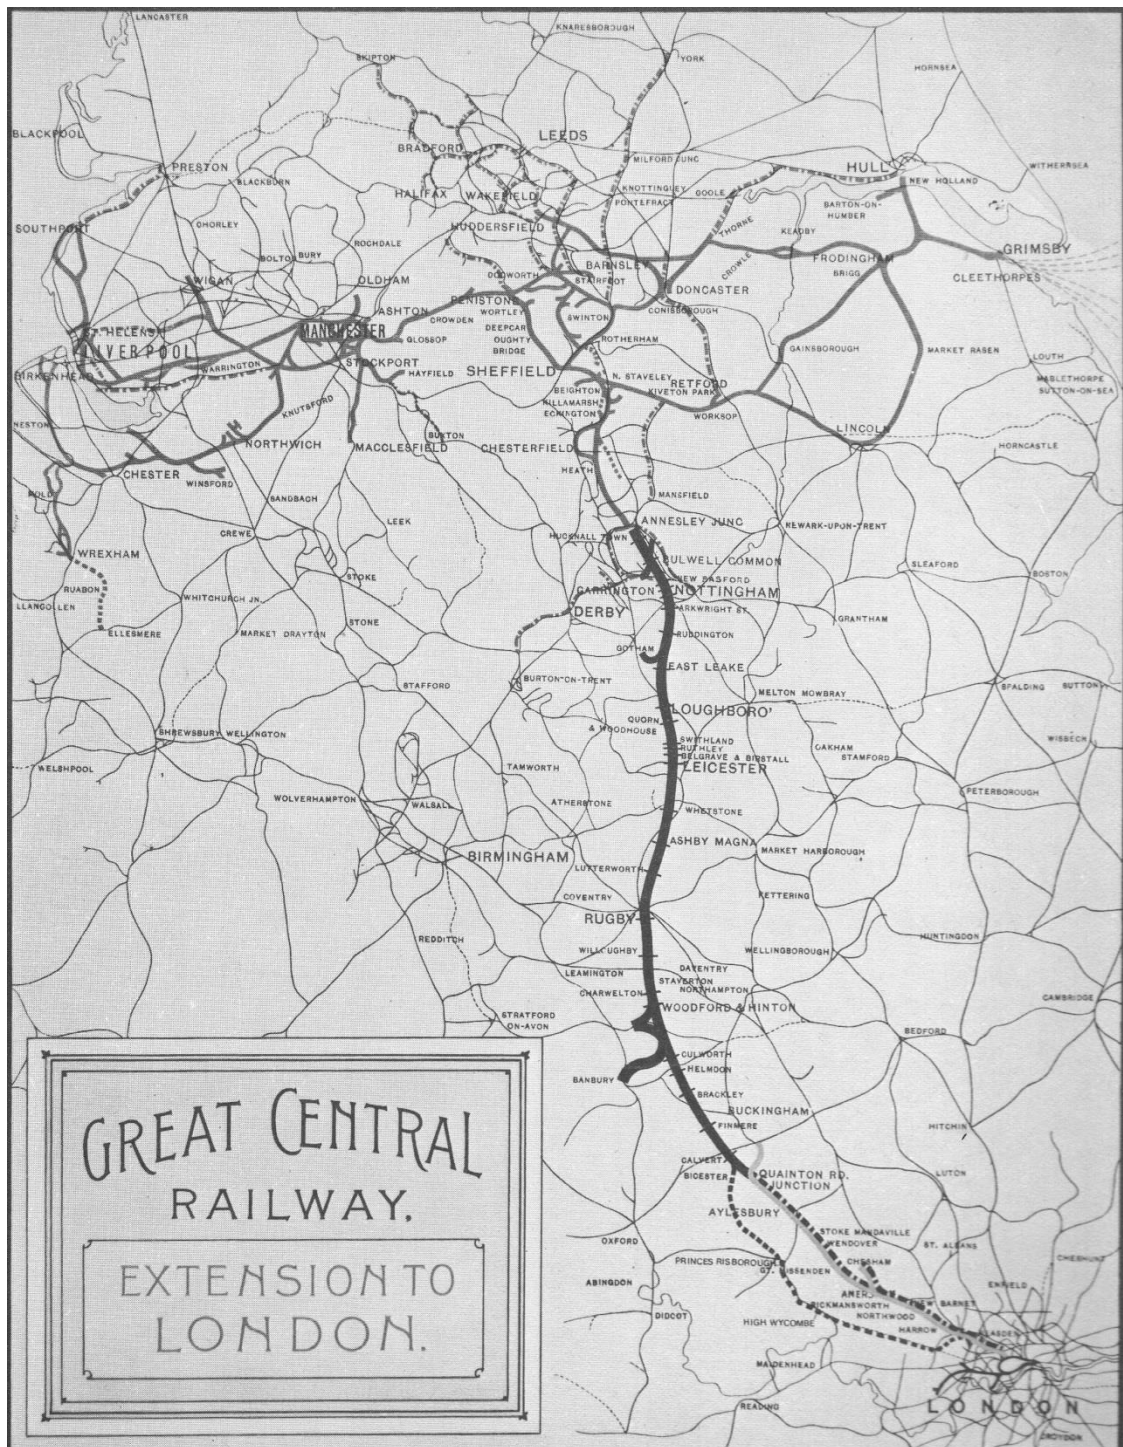 LANCASTER
KNARESBOROUGH
SKIPTON
YORK
HORNSEA
BLACKPOOL
LEEDS
BRADFORD
PRESTON
MILFORD JUNC
HULL
WITHERNSEA
BLACKBURN
HALIFAX
WAKEFIELD
KNOTTINGLEY
GOOLE
NEW HOLLAND
PONTEFRACT
BARTON-ON-
HUMBER
SOUTHPORT
CHORLEY
HUDDERSFIELD
THORNE
KEADBY
ROCHDALE
GRIMSBY
BOLTON
BURY
BARNSLEY
CROWLE
FRODINGHAM
BRIGG
CLEETHORPES
WIGAN
OLDHAM
DODWORTH
STAIRFOOT
DONCASTER
PENISTONE
ASHTON
CROWDEN
WORTLEY
SWINTON
CONISBOROUGH
DEEPCAR
ST. HELENS
MANCHESTER
GLOSSOP
OUGHTY
BRIDGE
ROTHERHAM
GAINSBOROUGH
MARKET RASEN
LIVERPOOL
LOUTH
WARRINGTON
STOCKPORT
HAYFIELD
SHEFFIELD
N. STAVELEY
RETFORD
BIRKENHEAD
MABLETHORPE
SUTTON-ON-SEA
BEIGHTON
KIVETON PARK
KILLAMARSH
ECKINGTON
WORKSOP
KNUTSFORD
NESTON
LINCOLN
BUXTON
NORTHWICH
MACCLESFIELD
CHESTERFIELD
HORNCASTLE
CHESTER
WINSFORD
HEATH
MOLD
SANDBACH
MANSFIELD
LEEK
ANNESLEY JUNC
NEWARK-UPON-TRENT
CREWE
HUCKNALL TOWN
WREXHAM
BULWELL COMMON
SLEAFORD
BOSTON
STOKE
NEW BASFORD
RUABON
CARRINGTON
NOTTINGHAM
WHITCHURCH JN.
LLANGOLLEN
DERBY
ARKWRIGHT ST.
GRANTHAM
STONE
ELLESMERE
MARKET DRAYTON
RUDDINGTON
GOTHAM
EAST LEAKE
BURTON-ON-TRENT
STAFFORD
MELTON MOWBRAY
SPALDING
SUTTON
LOUGHBORO'
QUORN
& WOODHOUSE
SHREWSBURY
WELLINGTON
SWITHLAND
ROTHLEY
BELGRAVE & BIRSTALL
OAKHAM
STAMFORD
WISBECH
WELSHPOOL
TAMWORTH
LEICESTER
WOLVERHAMPTON
WALSALL
ATHERSTONE
WHETSTONE
PETERBOROUGH
ASHBY MAGNA
MARKET HARBOROUGH
BIRMINGHAM
LUTTERWORTH
COVENTRY
KETTERING
RUGBY
REDDITCH
HUNTINGDON
WILLOUGHBY
WELLINGBOROUGH
LEAMINGTON
DAVENTRY
STAVERTON
NORTHAMPTON
CHARWELTON
CAMBRIDGE
WOODFORD & HINTON
STRATFORD
ON-AVON
BEDFORD
CULWORTH
HELMDON
BANBURY
BRACKLEY
BUCKINGHAM
FINMERE
HITCHIN
CALVERT
BICESTER
QUAINTON RD.
JUNCTION
LUTON
AYLESBURY
STOKE MANDAVILLE
WENDOVER
ST. ALBANS
OXFORD
PRINCES RISBOROUGH
CHESHAM
CHESHUNT
ABINGDON
ENFIELD
RICKMANSWORTH
BARNET
DIDCOT
HIGH WYCOMBE
NORTHWOOD
HARROW
MAIDENHEAD
LONDON
READING
CROYDON
GREAT CENTRAL
RAILWAY.
EXTENSION TO
LONDON.